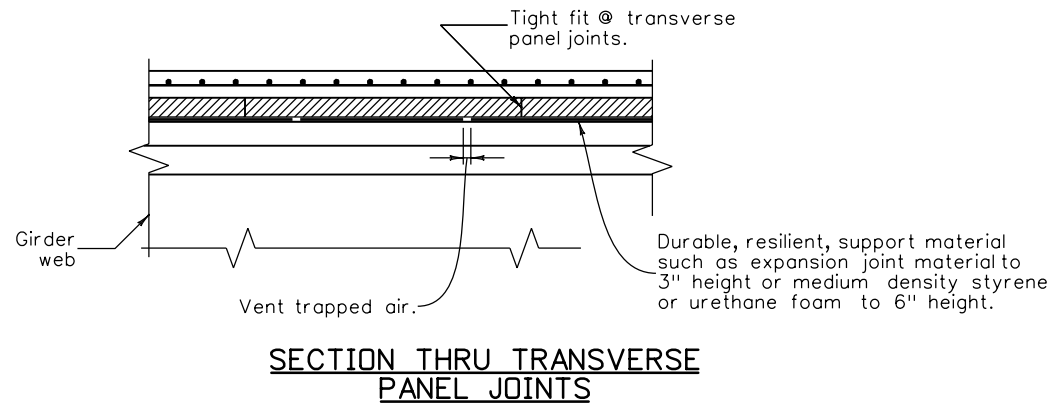 Tight fit @ transverse
panel joints.
Girder
web
Durable, resilient, support material
such as expansion joint material to
3" height or medium density styrene
or urethane foam to 6" height.
Vent trapped air.
SECTION THRU TRANSVERSE
PANEL JOINTS